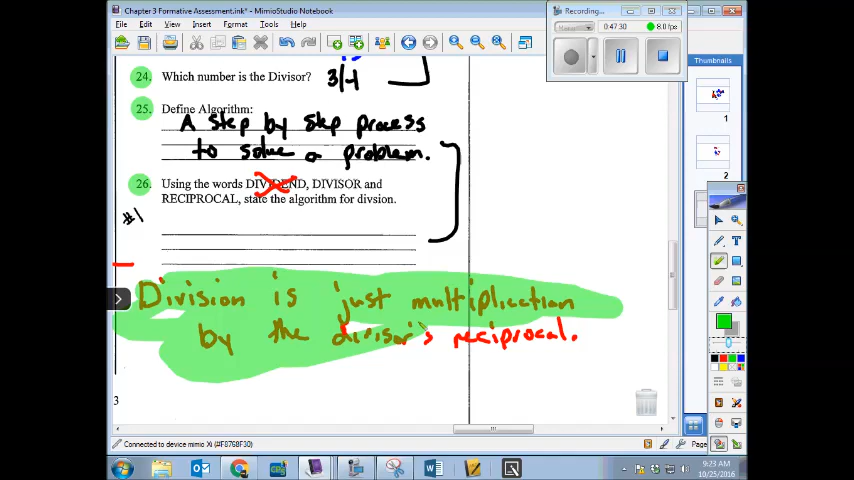 Chapter 3 Formative Assessment.ink* - MimioStudio Notebook
Recording...
File Edit View Insert Format Tools Help
0:47:30
8.0 fps
24. Which number is the Divisor? 3/4
Thumbnails
25. Define Algorithm:
A step by step process
to solve a problem.
1
26. Using the words DIVIDEND, DIVISOR and
RECIPROCAL, state the algorithm for divsion.
2
#1
Division is just multiplication
by the divisor's reciprocal.
3
Connected to device mimio Xi (#F8768F30)
Page
9:23 AM
10/25/2016